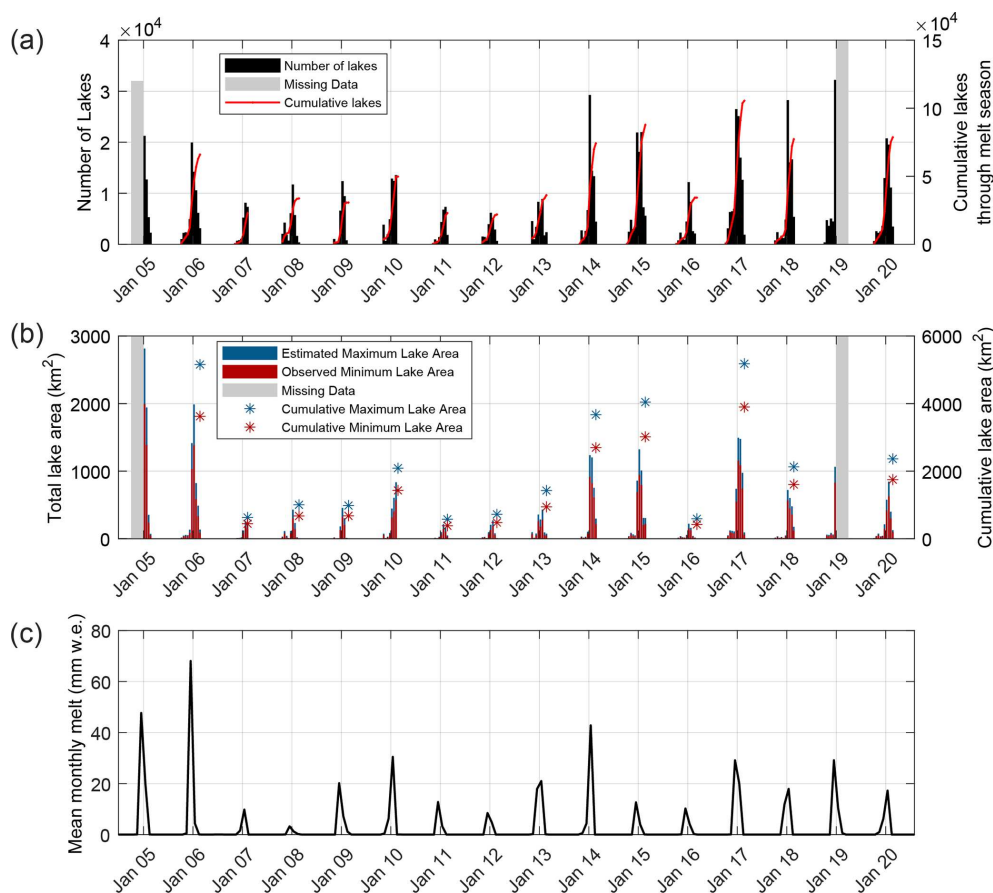 (a)
×10⁴
×10⁴
Number of Lakes
40
30
20
10
0
4
3
2
1
0
Number of lakes
Missing Data
Cumulative lakes
15
10
5
0
Cumulative lakes
through melt season
Jan 05
Jan 06
Jan 07
Jan 08
Jan 09
Jan 10
Jan 11
Jan 12
Jan 13
Jan 14
Jan 15
Jan 16
Jan 17
Jan 18
Jan 19
Jan 20
(b)
Total lake area (km²)
3000
2000
1000
0
Estimated Maximum Lake Area
Observed Minimum Lake Area
Missing Data
Cumulative Maximum Lake Area
Cumulative Minimum Lake Area
6000
4000
2000
0
Cumulative lake area (km²)
Jan 05
Jan 06
Jan 07
Jan 08
Jan 09
Jan 10
Jan 11
Jan 12
Jan 13
Jan 14
Jan 15
Jan 16
Jan 17
Jan 18
Jan 19
Jan 20
(c)
Mean monthly melt (mm w.e.)
80
60
40
20
0
Jan 05
Jan 06
Jan 07
Jan 08
Jan 09
Jan 10
Jan 11
Jan 12
Jan 13
Jan 14
Jan 15
Jan 16
Jan 17
Jan 18
Jan 19
Jan 20